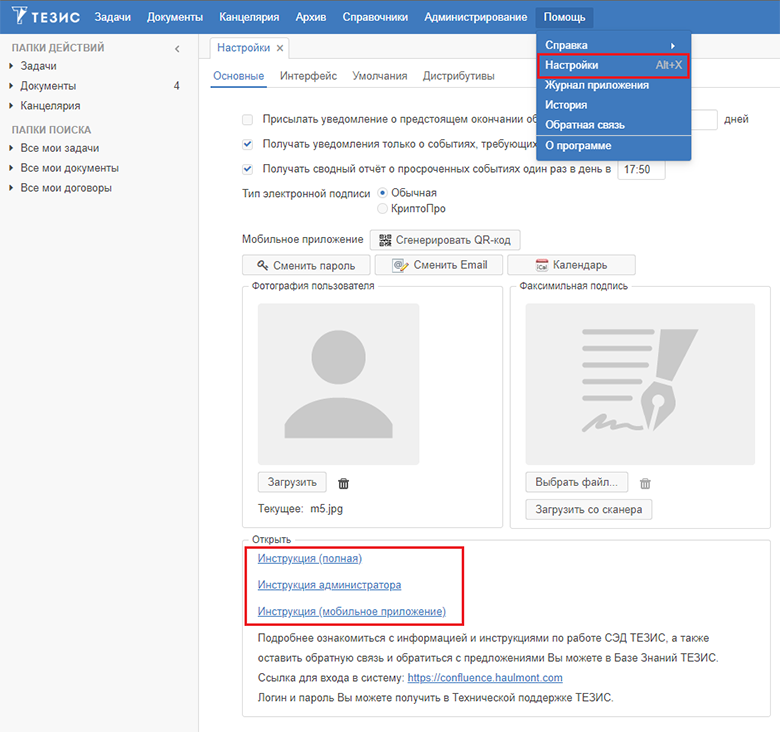 ТЕЗИС Задачи Документы Канцелярия Архив Справочники Администрирование Помощь
ПАПКИ ДЕЙСТВИЙ
Задачи
Документы 4
Канцелярия
ПАПКИ ПОИСКА
Все мои задачи
Все мои документы
Все мои договоры
Справка
Настройки Alt+X
Журнал приложения
История
Обратная связь
О программе
Настройки
Основные Интерфейс Умолчания Дистрибутивы
Присылать уведомление о предстоящем окончании дней
Получать уведомления только о событиях,
Получать сводный отчёт о просроченных событиях один раз в день в 17:50
Тип электронной подписи Обычная
КриптоПро
Мобильное приложение Сгенерировать QR-код
Сменить пароль Сменить Email Календарь
Фотография пользователя Факсимильная подпись
Загрузить Выбрать файл...
Текущее: m5.jpg Загрузить со сканера
Открыть
Инструкция (полная)
Инструкция администратора
Инструкция (мобильное приложение)
Подробнее ознакомиться с информацией и инструкциями по работе СЭД ТЕЗИС, а также
оставить обратную связь и обратиться с предложениями Вы можете в Базе Знаний ТЕЗИС.
Ссылка для входа в систему: https://confluence.haulmont.com
Логин и пароль Вы можете получить в Технической поддержке ТЕЗИС.